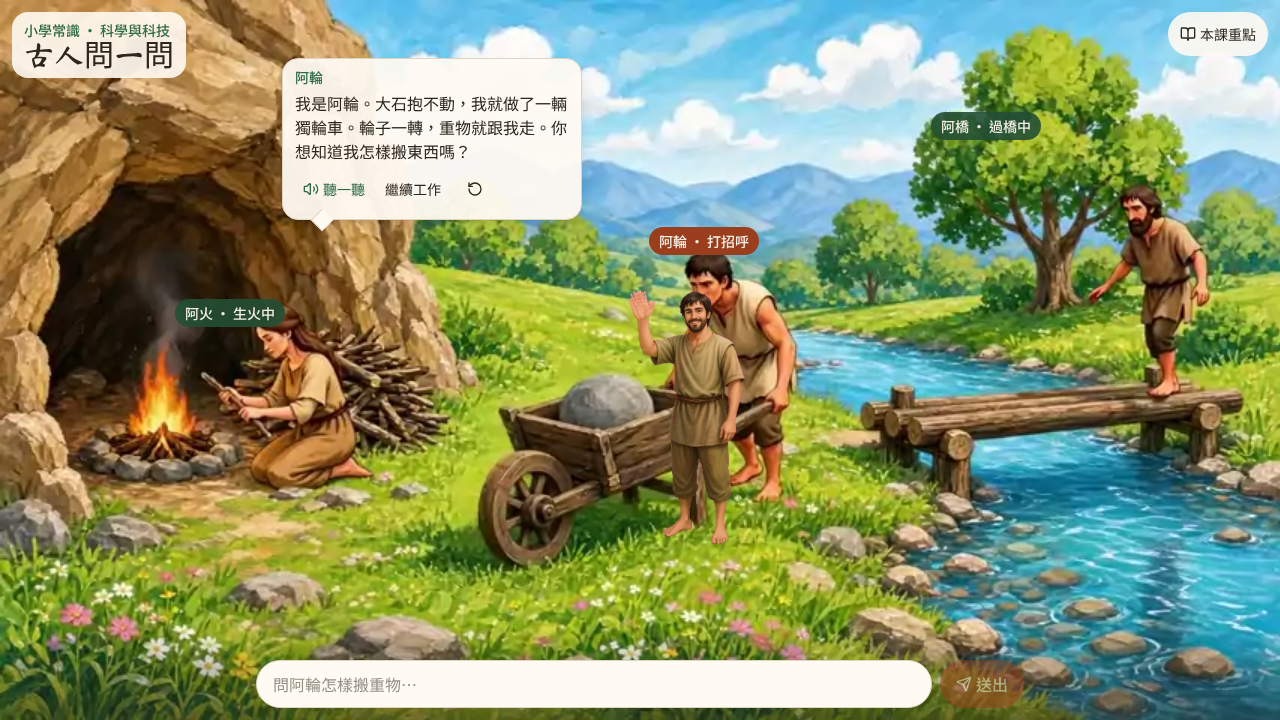 小學常識 · 科學與科技
古人問一問
本課重點
阿輪
我是阿輪。大石抱不動，我就做了一輛
獨輪車。輪子一轉，重物就跟我走。你
想知道我怎樣搬東西嗎？
聽一聽 繼續工作
阿橋 · 過橋中
阿輪 · 打招呼
阿火 · 生火中
問阿輪怎樣搬重物…
送出